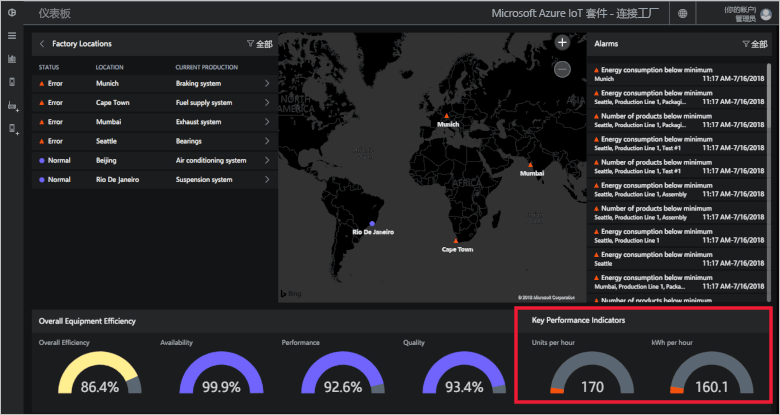 仪表板
Microsoft Azure IoT 套件 - 连接工厂
{你的帐户}
管理员
Factory Locations
全部
STATUS LOCATION CURRENT PRODUCTION
Error Munich Braking system
Error Cape Town Fuel supply system
Error Mumbai Exhaust system
Error Seattle Bearings
Normal Beijing Air conditioning system
Normal Rio De Janeiro Suspension system
NORTH
AMERICA
ASIA
AFRICA
Munich
Mumbai
Rio De Janeiro
Cape Town
Bing
© 2018 Microsoft Corporation
Alarms
全部
Energy consumption below minimum
Munich 11:17 AM-7/16/2018
Energy consumption below minimum
Seattle, Production Line 1, Packagi... 11:17 AM-7/16/2018
Number of products below minimum
Seattle, Production Line 1, Packagi... 11:17 AM-7/16/2018
Energy consumption below minimum
Seattle, Production Line 1, Test #1 11:17 AM-7/16/2018
Number of products below minimum
Seattle, Production Line 1, Test #1 11:17 AM-7/16/2018
Energy consumption below minimum
Seattle, Production Line 1, Assembly 11:17 AM-7/16/2018
Number of products below minimum
Seattle, Production Line 1, Assembly 11:17 AM-7/16/2018
Energy consumption below minimum
Seattle, Production Line 1 11:17 AM-7/16/2018
Energy consumption below minimum
Seattle 11:17 AM-7/16/2018
Energy consumption below minimum
Mumbai, Production Line 1, Packa... 11:17 AM-7/16/2018
Number of products below minimum
Overall Equipment Efficiency
Overall Efficiency
86.4%
Availability
99.9%
Performance
92.6%
Quality
93.4%
Key Performance Indicators
Units per hour
170
kWh per hour
160.1